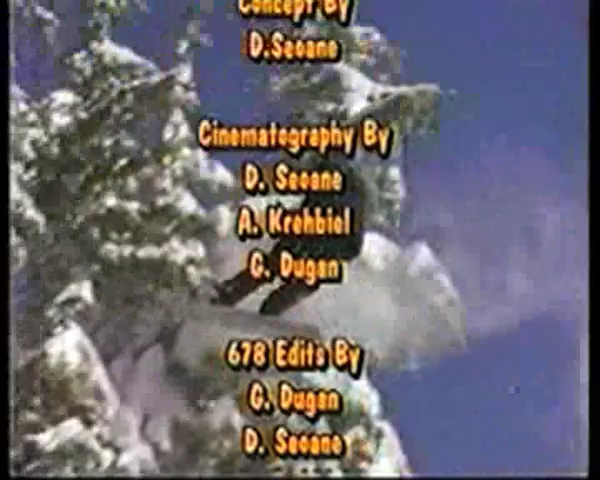 Concept By
D.Seoane
Cinematography By
D. Seoane
A. Krehbiel
G. Dugan
678 Edits By
G. Dugan
D. Seoane